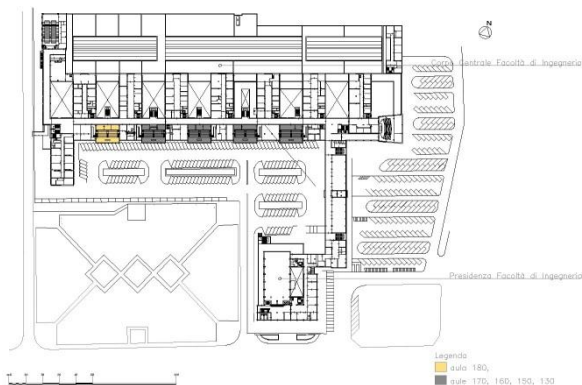 N
Corpo Centrale Facoltà di Ingegneria
Presidenza Facoltà di Ingegneria
Legenda
aula 180,
aule 170, 160, 150, 130